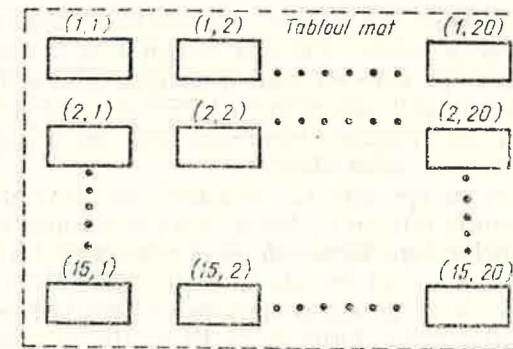 (1,1) (1,2) Tabloul mat (1,20)
(2,1) (2,2) (2,20)
(15,1) (15,2) (15,20)